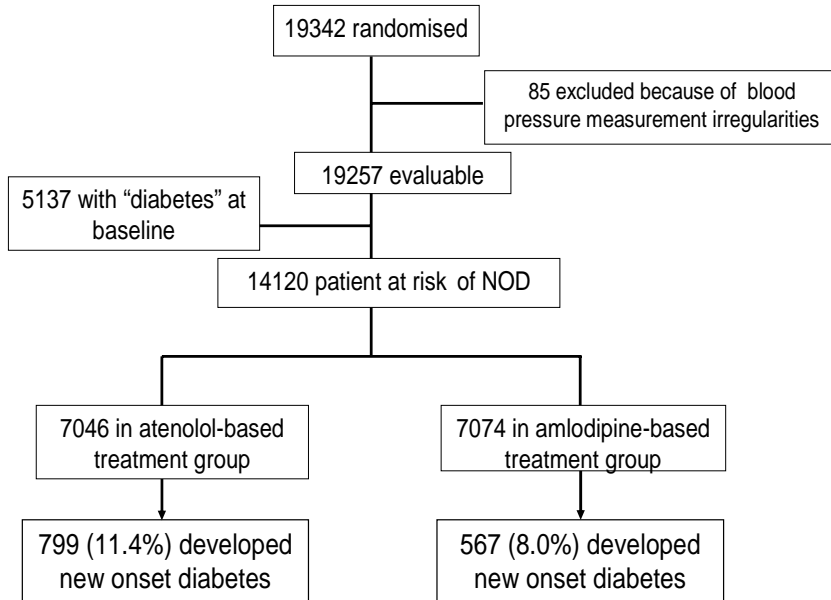 19342 randomised
85 excluded because of blood
pressure measurement irregularities
19257 evaluable
5137 with “diabetes” at
baseline
14120 patient at risk of NOD
7046 in atenolol-based
treatment group
7074 in amlodipine-based
treatment group
799 (11.4%) developed
new onset diabetes
567 (8.0%) developed
new onset diabetes